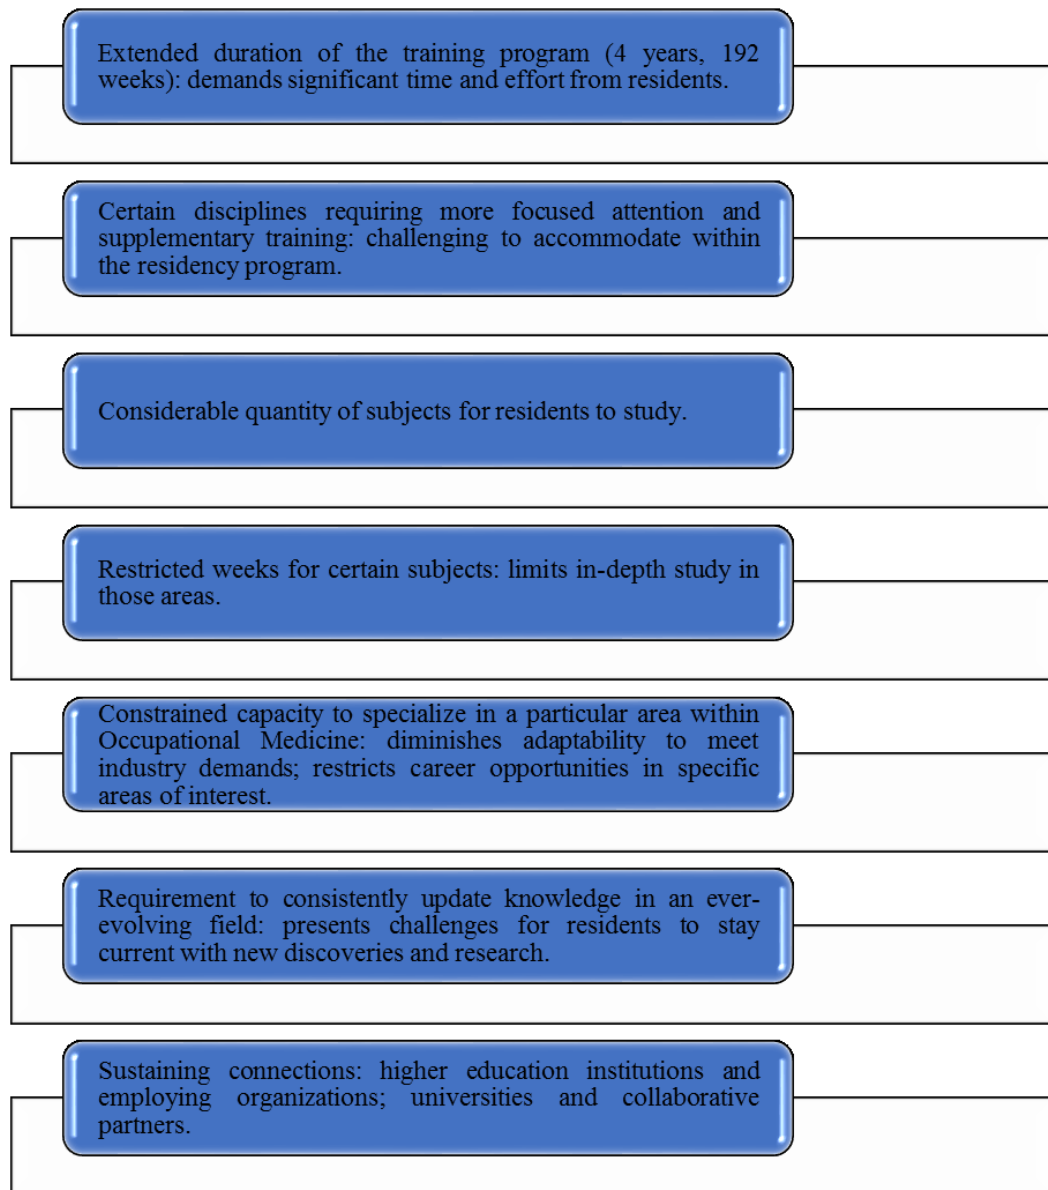 Extended duration of the training program (4 years, 192
weeks): demands significant time and effort from residents.
Certain disciplines requiring more focused attention and
supplementary training: challenging to accommodate within
the residency program.
Considerable quantity of subjects for residents to study.
Restricted weeks for certain subjects: limits in-depth study in
those areas.
Constrained capacity to specialize in a particular area within
Occupational Medicine: diminishes adaptability to meet
industry demands; restricts career opportunities in specific
areas of interest.
Requirement to consistently update knowledge in an ever-
evolving field: presents challenges for residents to stay
current with new discoveries and research.
Sustaining connections: higher education institutions and
employing organizations; universities and collaborative
partners.